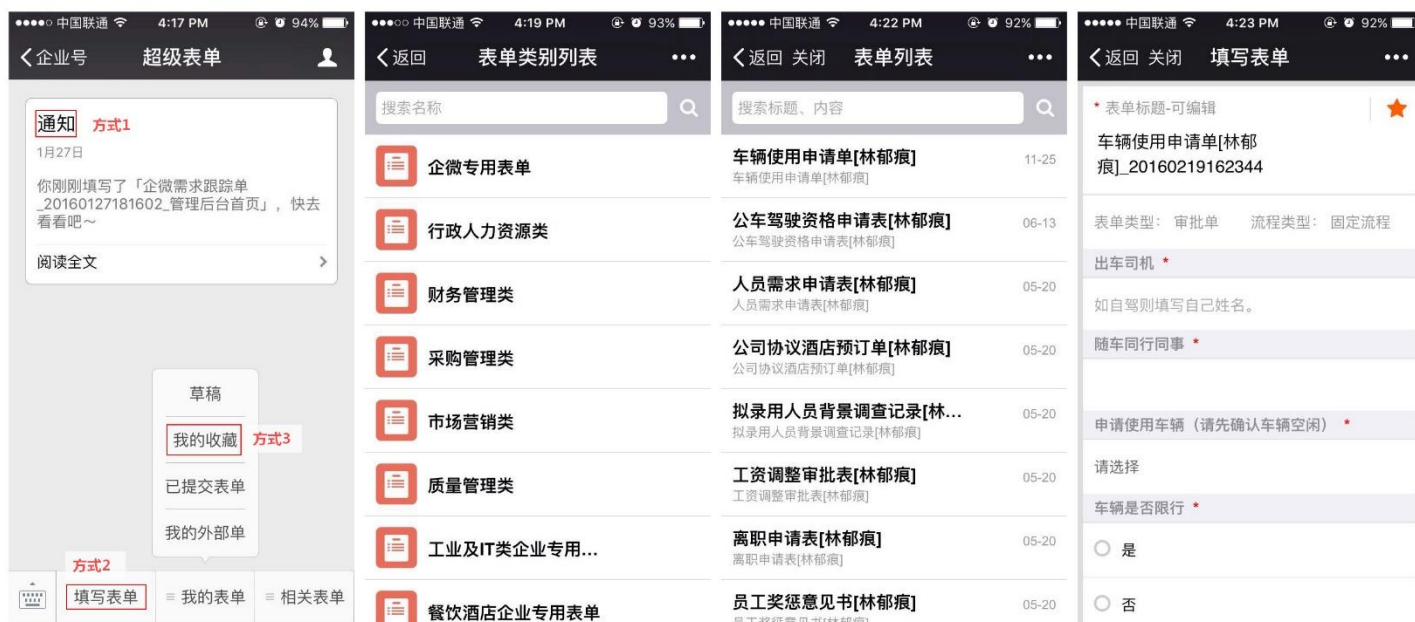 中国联通 4:17 PM 94%
企业号 超级表单
通知 方式1
1月27日
你刚刚填写了「企微需求跟踪单
_20160127181602_管理后台首页」，快去
看看吧～
阅读全文
草稿
我的收藏 方式3
已提交表单
我的外部单
方式2
填写表单 我的表单 相关表单
中国联通 4:19 PM 93%
返回 表单类别列表
搜索名称
企微专用表单
行政人力资源类
财务管理类
采购管理类
市场营销类
质量管理类
工业及IT类企业专用...
餐饮酒店企业专用表单
中国联通 4:22 PM 92%
返回 关闭 表单列表
搜索标题、内容
车辆使用申请单[林郁痕] 11-25
车辆使用申请单[林郁痕]
公车驾驶资格申请表[林郁痕] 06-13
公车驾驶资格申请表[林郁痕]
人员需求申请表[林郁痕] 05-20
人员需求申请表[林郁痕]
公司协议酒店预订单[林郁痕] 05-20
公司协议酒店预订单[林郁痕]
拟录用人员背景调查记录[林... 05-20
拟录用人员背景调查记录[林郁痕]
工资调整审批表[林郁痕] 05-20
工资调整审批表[林郁痕]
离职申请表[林郁痕] 05-20
离职申请表[林郁痕]
员工奖惩意见书[林郁痕] 05-20
中国联通 4:23 PM 92%
返回 关闭 填写表单
* 表单标题-可编辑
车辆使用申请单[林郁
痕]_20160219162344
表单类型： 审批单 流程类型： 固定流程
出车司机 *
如自驾则填写自己姓名。
随车同行同事 *
申请使用车辆（请先确认车辆空闲） *
请选择
车辆是否限行 *
是
否